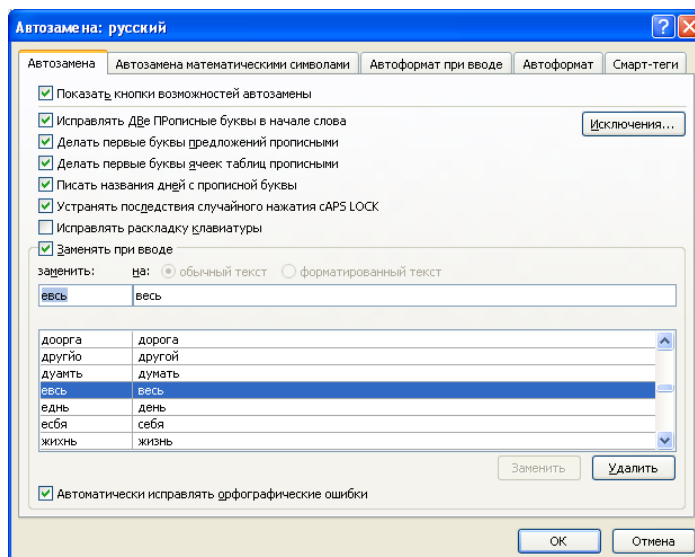 Автозамена: русский
Автозамена Автозамена математическими символами Автоформат при вводе Автоформат Смарт-теги
Показать кнопки возможностей автозамены
Исправлять ДВе ПРописные буквы в начале слова Исключения...
Делать первые буквы предложений прописными
Делать первые буквы ячеек таблиц прописными
Писать названия дней с прописной буквы
Устранять последствия случайного нажатия cAPS LOCK
Исправлять раскладку клавиатуры
Заменять при вводе
заменить: на: обычный текст форматированный текст
евсь весь
доорга дорога
другйо другой
дуамть думать
евсь весь
еднь день
есбя себя
жихнь жизнь
Заменить Удалить
Автоматически исправлять орфографические ошибки
ОК Отмена